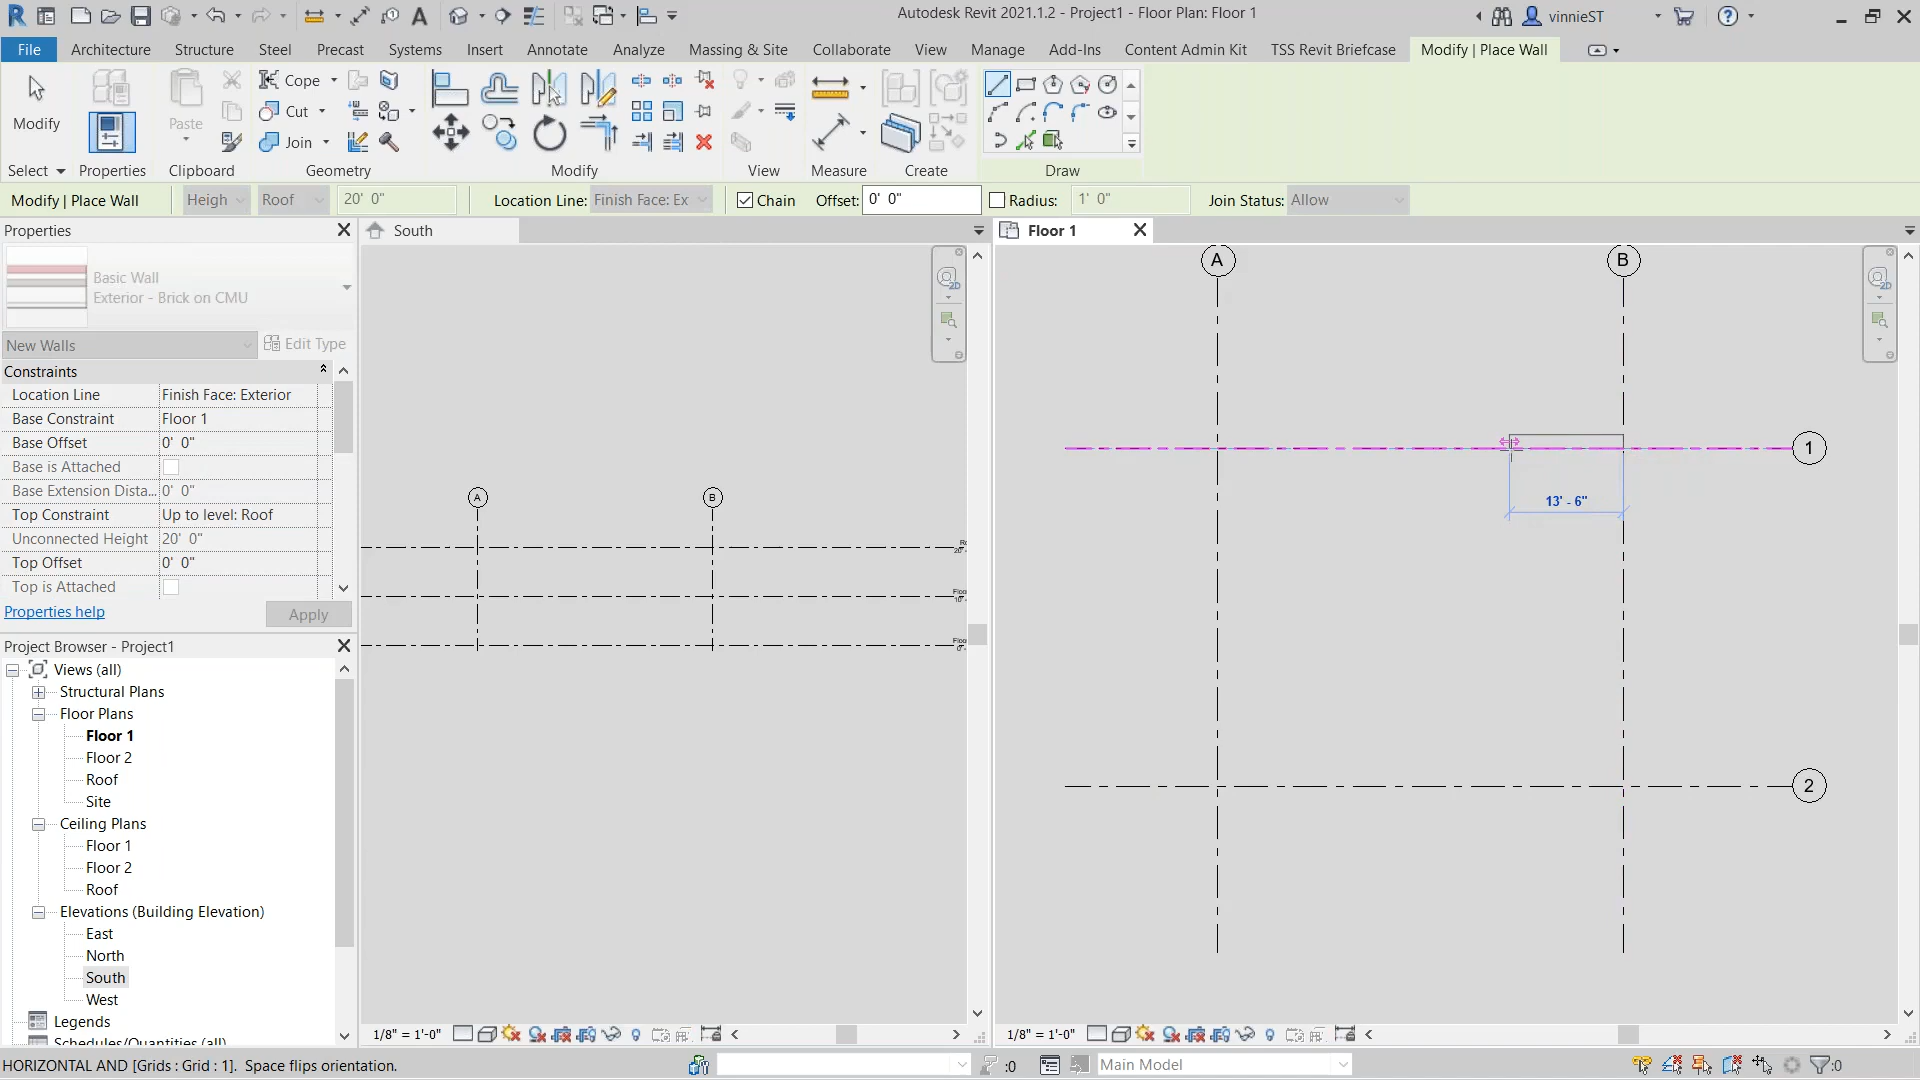 Autodesk Revit 2021.1.2 - Project1 - Floor Plan: Floor 1
vinnieST
File
Architecture
Structure
Steel
Precast
Systems
Insert
Annotate
Analyze
Massing & Site
Collaborate
View
Manage
Add-Ins
Content Admin Kit
TSS Revit Briefcase
Modify | Place Wall
Modify
Paste
Cope
Cut
Join
Select
Properties
Clipboard
Geometry
Modify
View
Measure
Create
Draw
Modify | Place Wall
Heigh
Roof
20' 0"
Location Line:
Finish Face: Ex
Chain
Offset:
0' 0"
Radius:
1' 0"
Join Status:
Allow
Properties
Basic Wall
Exterior - Brick on CMU
New Walls
Edit Type
Constraints
Location Line Finish Face: Exterior
Base Constraint Floor 1
Base Offset 0' 0"
Base is Attached
Base Extension Dista... 0' 0"
Top Constraint Up to level: Roof
Unconnected Height 20' 0"
Top Offset 0' 0"
Top is Attached
Properties help
Apply
Project Browser - Project1
Views (all)
Structural Plans
Floor Plans
Floor 1
Floor 2
Roof
Site
Ceiling Plans
Floor 1
Floor 2
Roof
Elevations (Building Elevation)
East
North
South
West
Legends
Schedules/Quantities (all)
South
A
B
1/8" = 1'-0"
Floor 1
A
B
1
13' - 6"
2
1/8" = 1'-0"
HORIZONTAL AND [Grids : Grid : 1]. Space flips orientation.
:0
Main Model
:0